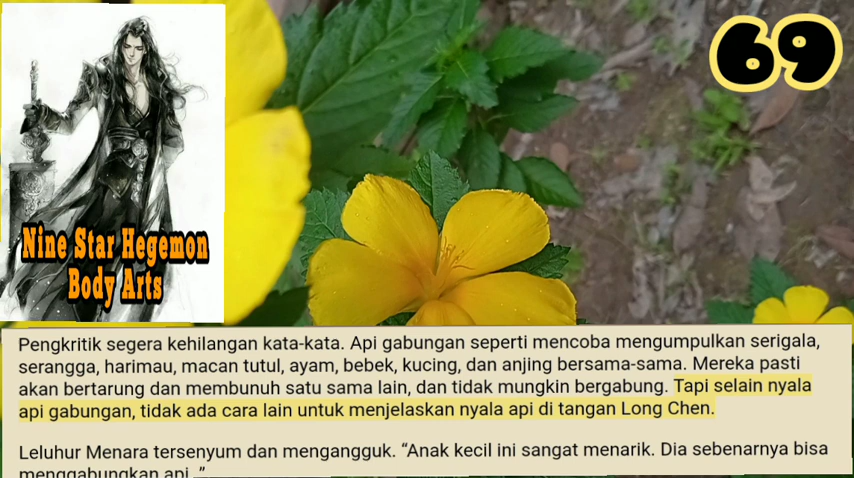 69
Nine Star Hegemon
Body Arts
Pengkritik segera kehilangan kata-kata. Api gabungan seperti mencoba mengumpulkan serigala,
serangga, harimau, macan tutul, ayam, bebek, kucing, dan anjing bersama-sama. Mereka pasti
akan bertarung dan membunuh satu sama lain, dan tidak mungkin bergabung. Tapi selain nyala
api gabungan, tidak ada cara lain untuk menjelaskan nyala api di tangan Long Chen.
Leluhur Menara tersenyum dan mengangguk. “Anak kecil ini sangat menarik. Dia sebenarnya bisa
menggabungkan api .”